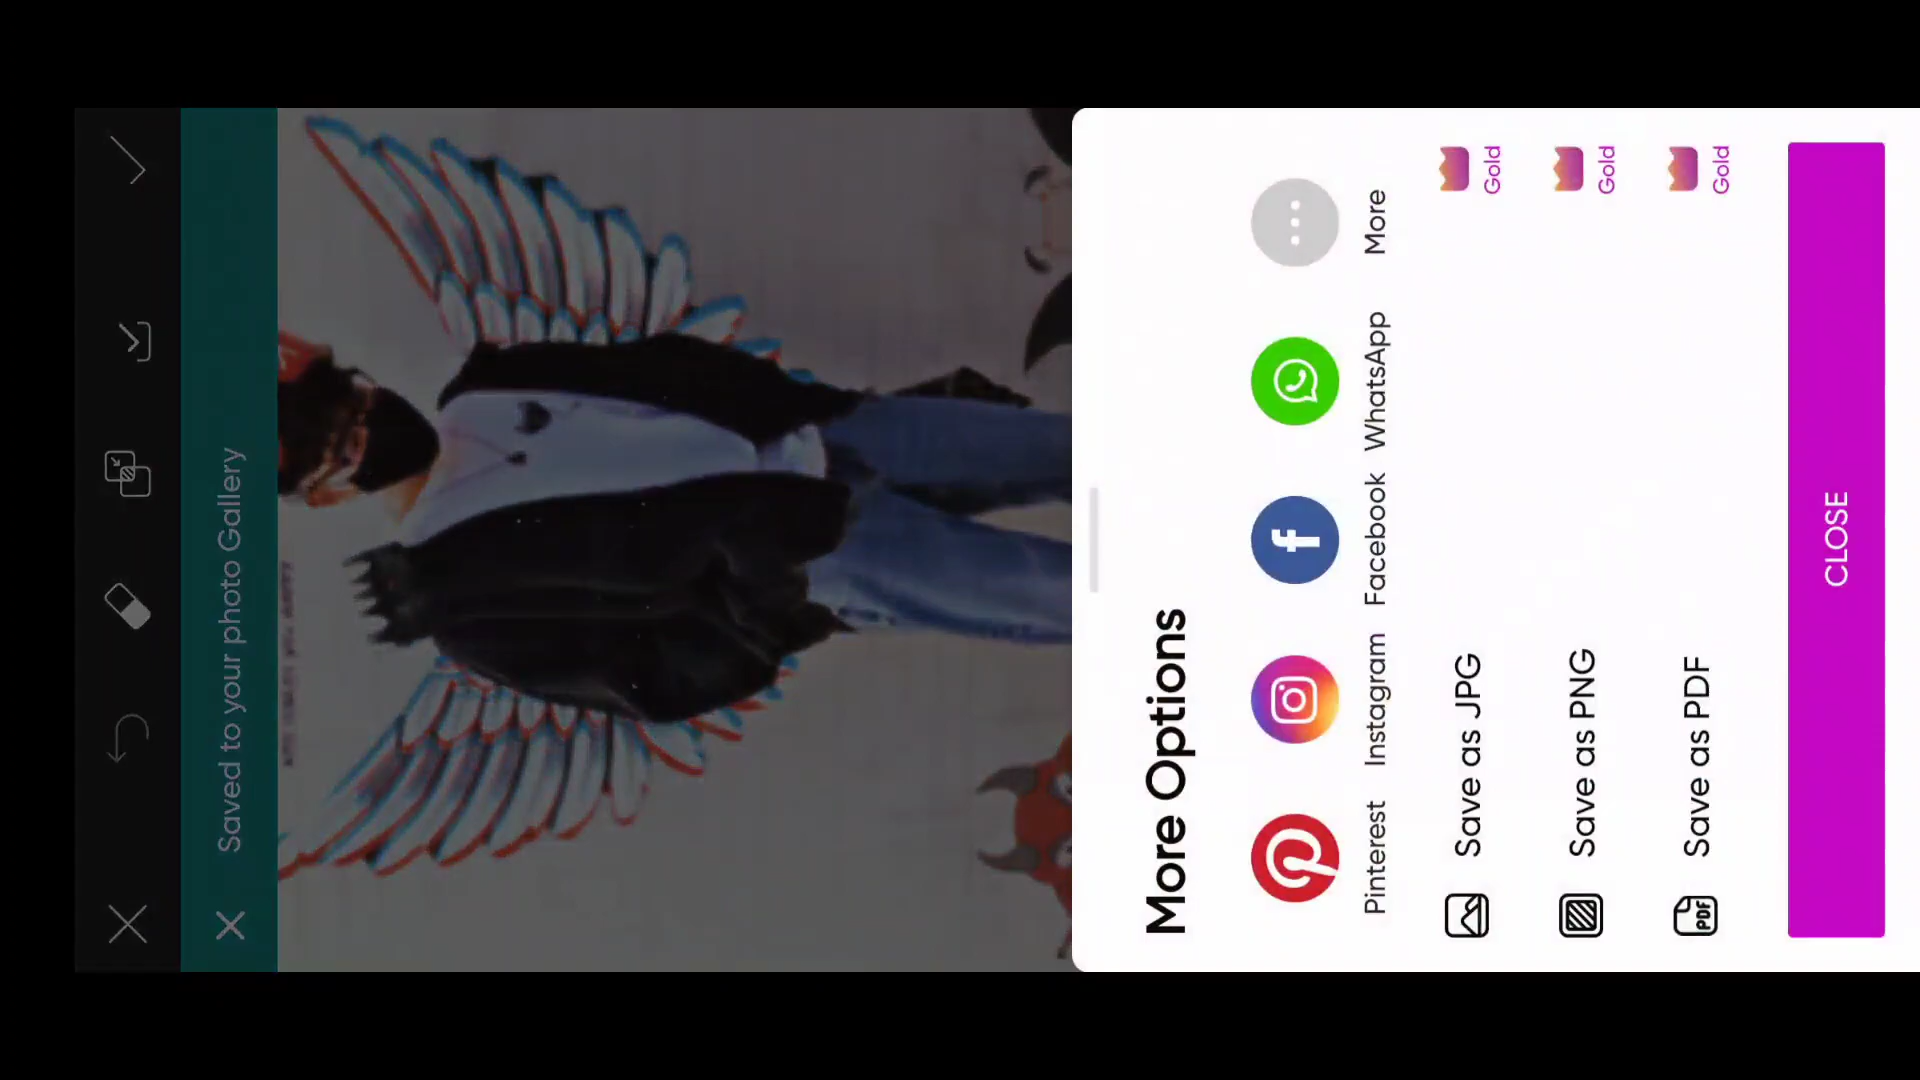 Saved to your photo Gallery
More Options
Pinterest
Instagram
Facebook
WhatsApp
More
Save as JPG
Gold
Save as PNG
Gold
PDF
Save as PDF
Gold
CLOSE